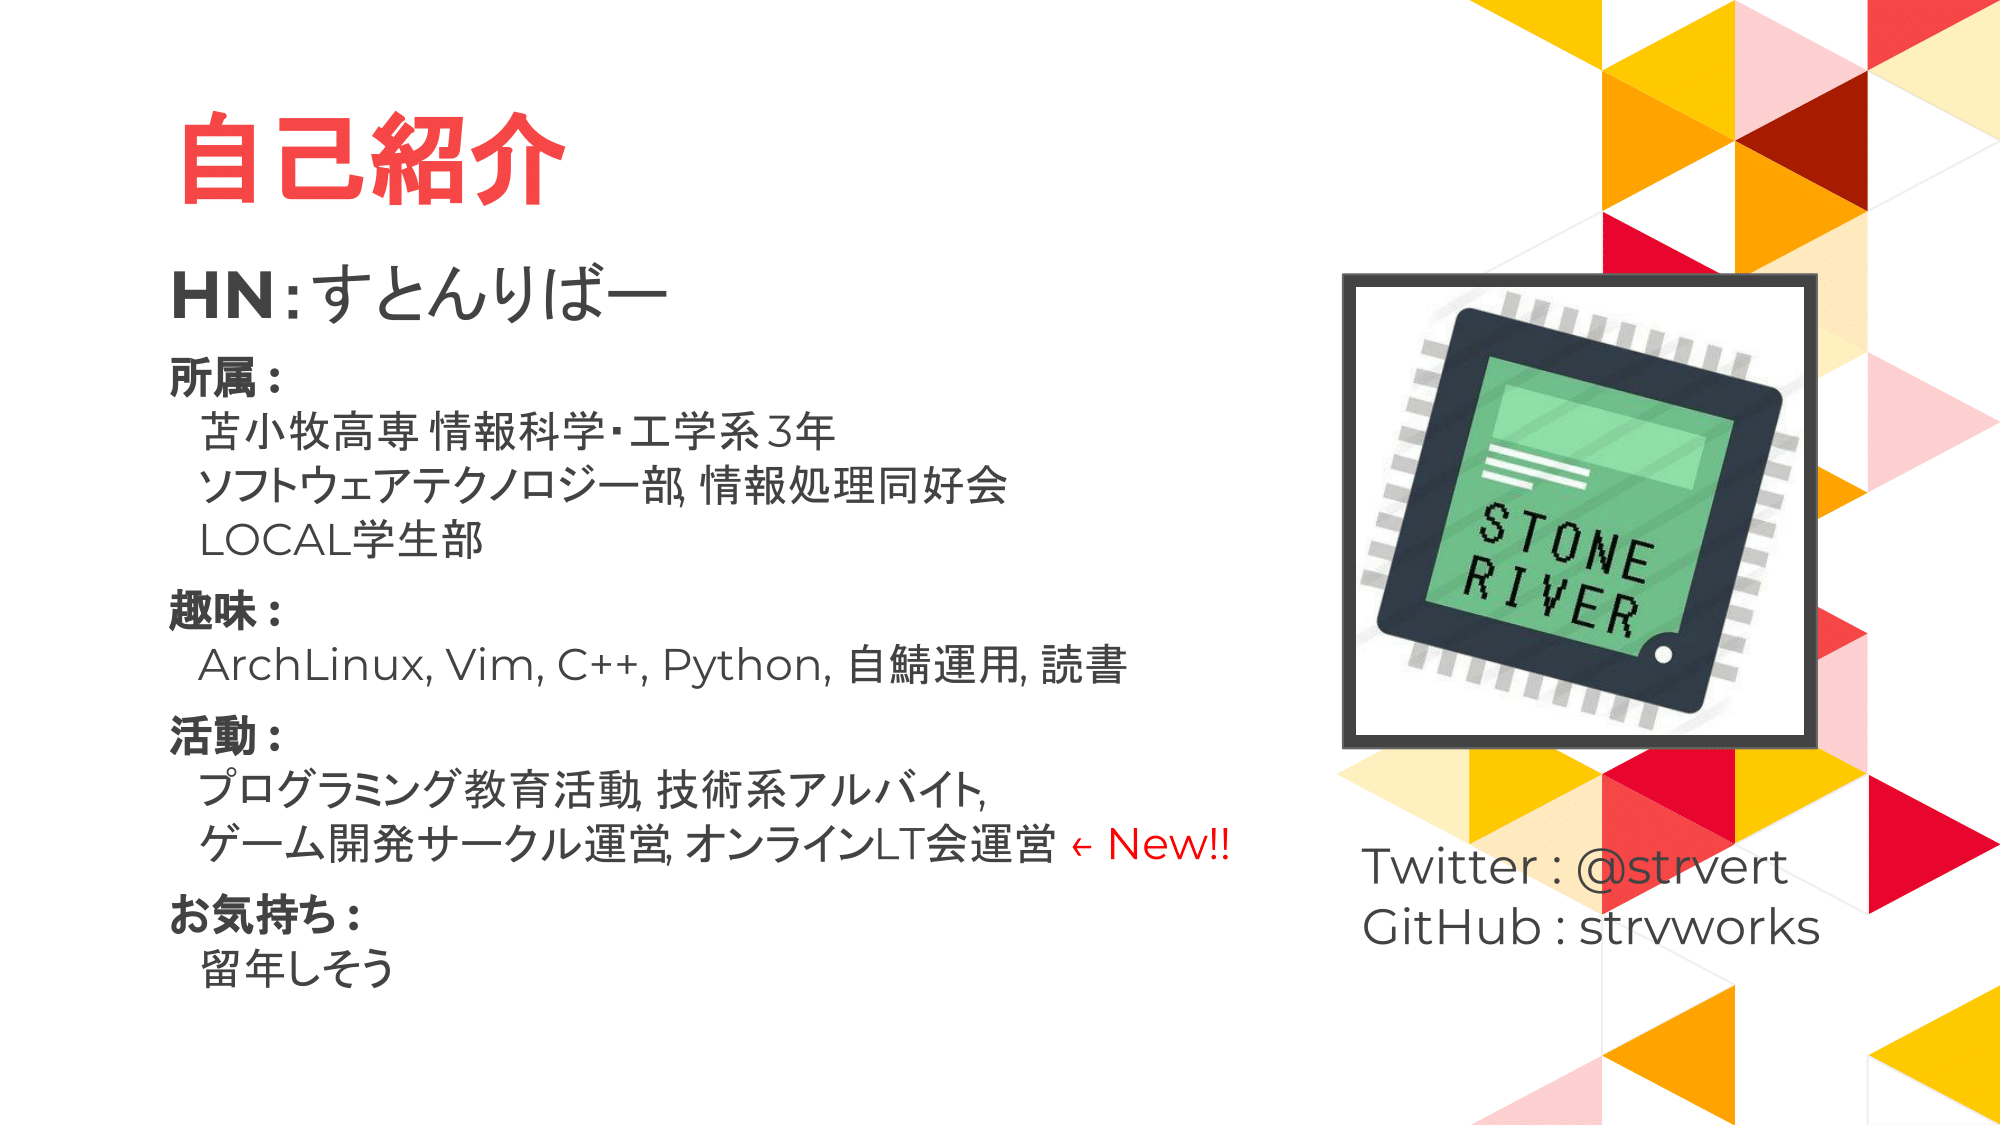 自己紹介
HN : すとんりばー
所属 :
苫小牧高専 情報科学・工学系 3年
ソフトウェアテクノロジー部, 情報処理同好会
LOCAL学生部
趣味 :
ArchLinux, Vim, C++, Python, 自鯖運用, 読書
活動 :
プログラミング教育活動, 技術系アルバイト,
ゲーム開発サークル運営, オンラインLT会運営 ← New!!
お気持ち :
留年しそう
STONE
RIVER
Twitter : @strvert
GitHub : strvworks